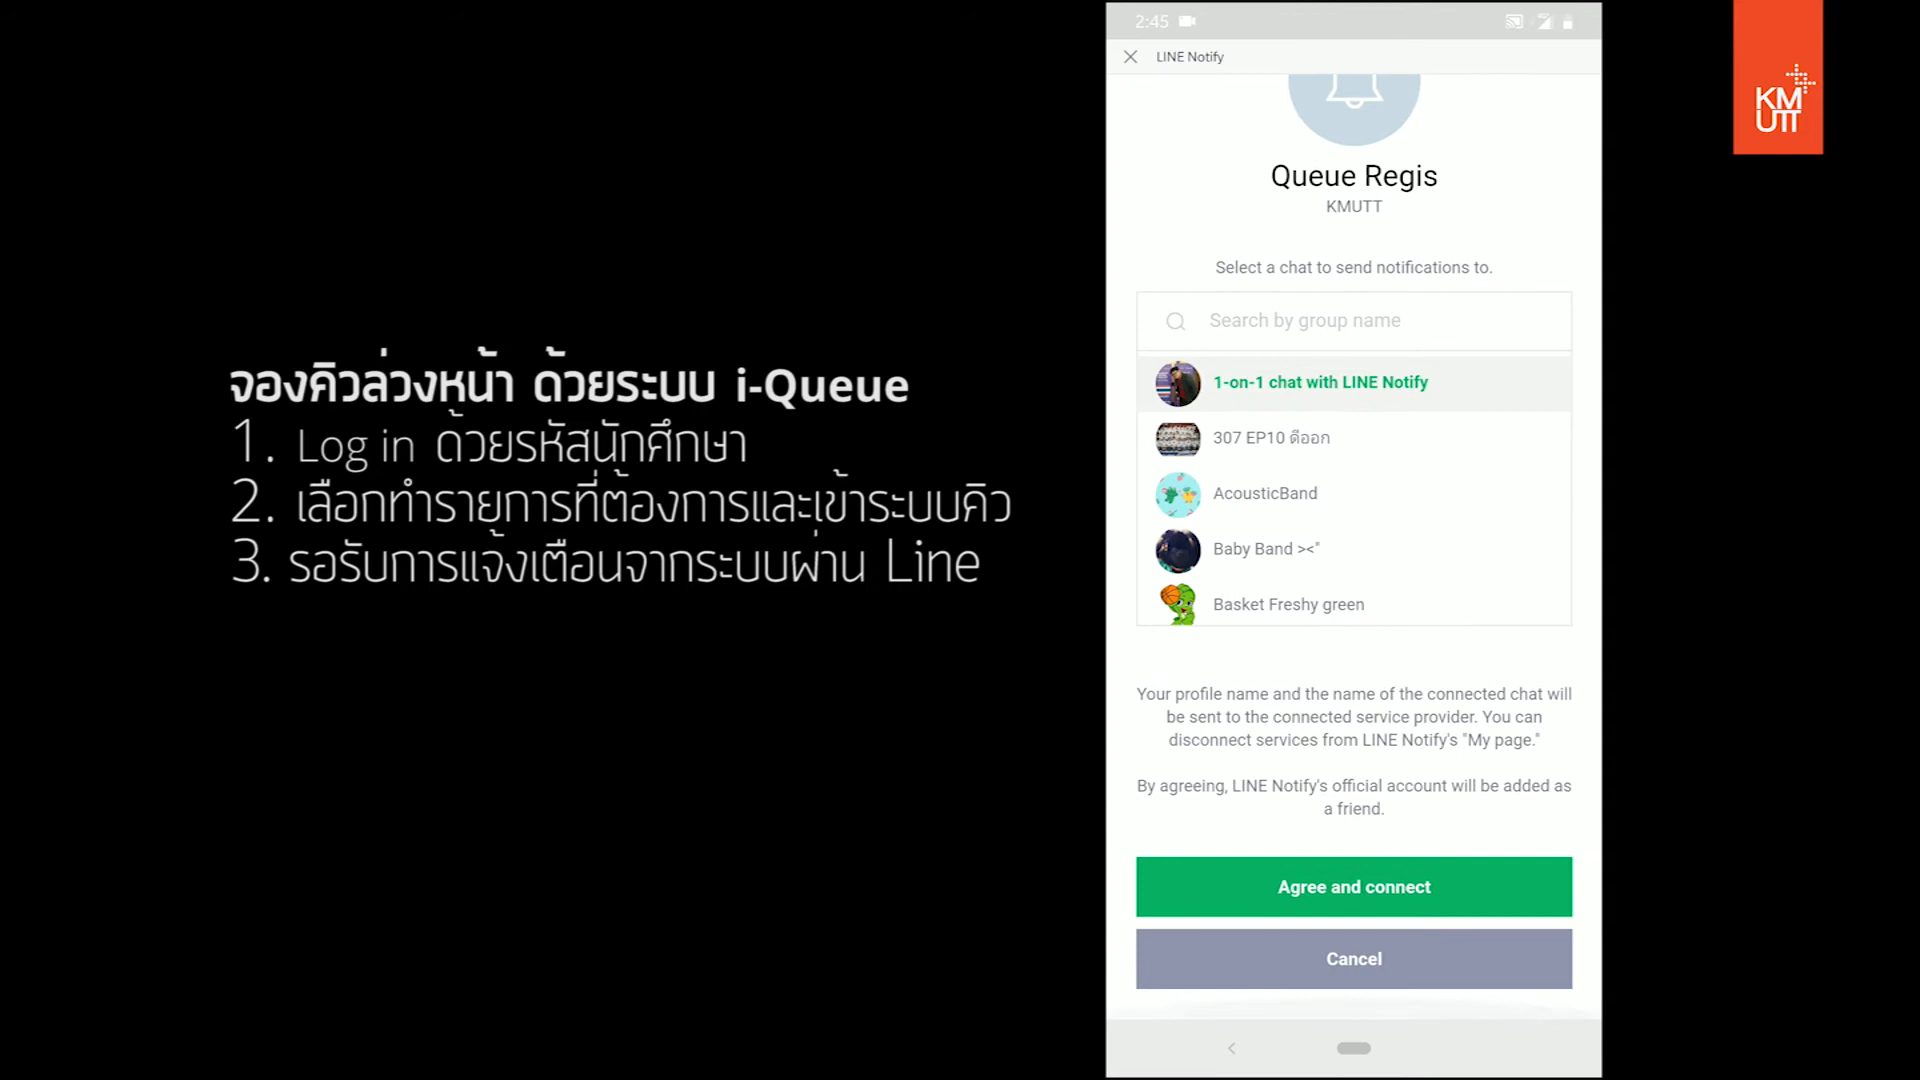 จองคิวล่วงหน้า ด้วยระบบ i-Queue
1. Log in ด้วยรหัสนักศึกษา
2. เลือกทำรายการที่ต้องการและเข้าระบบคิว
3. รอรับการแจ้งเตือนจากระบบผ่าน Line
2:45
LINE Notify
Queue Regis
KMUTT
Select a chat to send notifications to.
Search by group name
1-on-1 chat with LINE Notify
307 EP10 ดีออก
AcousticBand
Baby Band ><"
Basket Freshy green
Your profile name and the name of the connected chat will
be sent to the connected service provider. You can
disconnect services from LINE Notify's "My page."
By agreeing, LINE Notify's official account will be added as
a friend.
Agree and connect
Cancel
KM
UTT